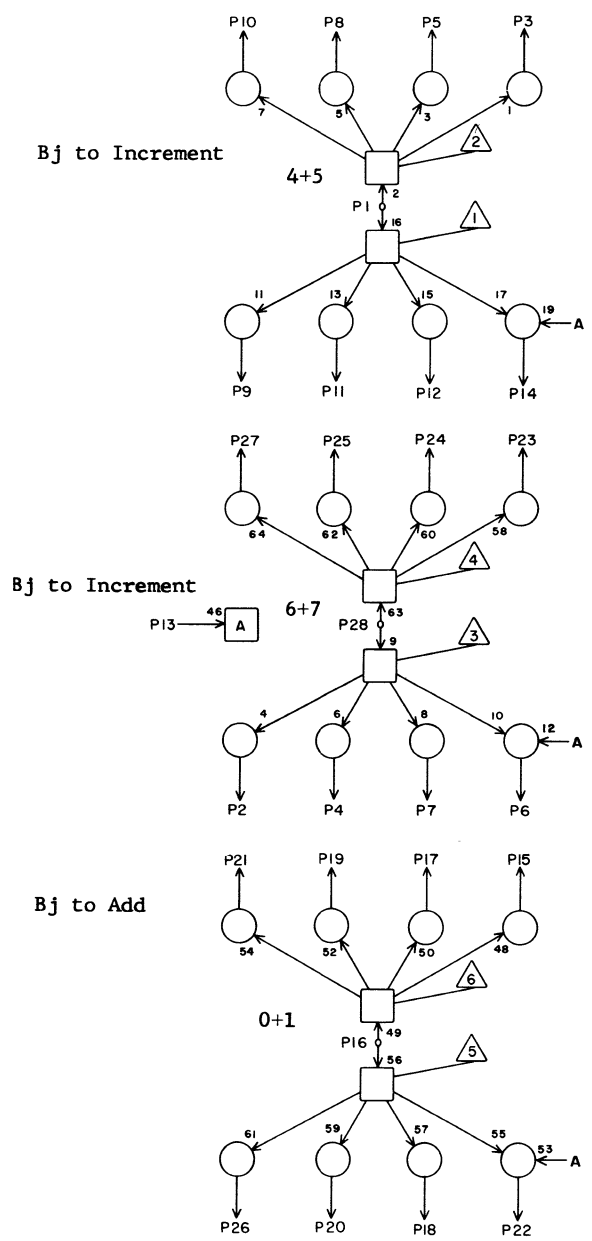 P10 P8 P5 P3
7 5 3 1
2
Bj to Increment
4+5
2
P1
16
1
11 13 15 17 19
A
P9 P11 P12 P14
P27 P25 P24 P23
64 62 60 58
4
Bj to Increment
6+7
63
P13 46 A
P28
9
3
4 6 8 10 12
A
P2 P4 P7 P6
P21 P19 P17 P15
Bj to Add
54 52 50 48
6
0+1
49
P16
56
5
61 59 57 55 53
A
P26 P20 P18 P22